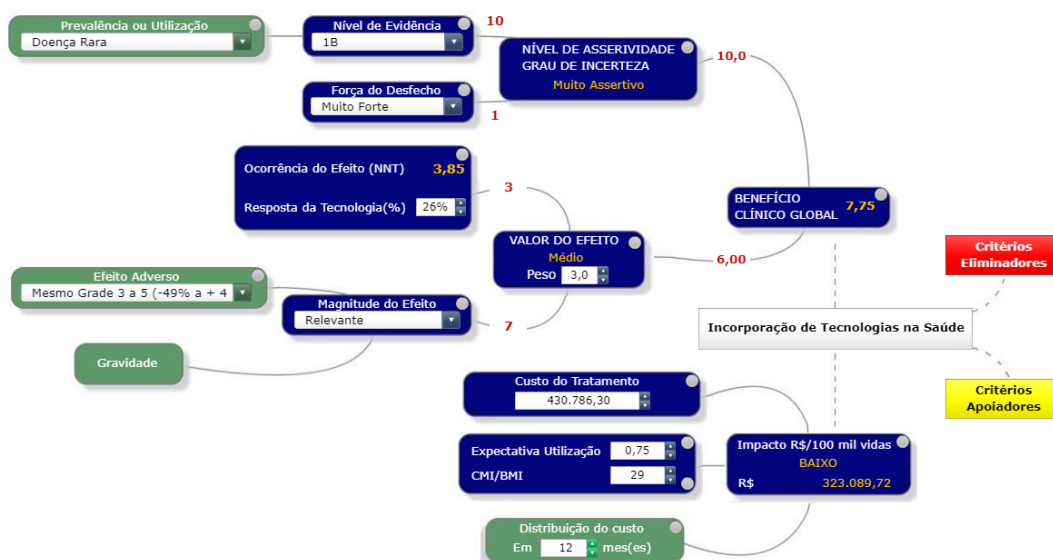 Prevalência ou Utilização
Doença Rara
Nível de Evidência
1B
10
NÍVEL DE ASSERIVIDADE
GRAU DE INCERTEZA
Muito Assertivo
10,0
Força do Desfecho
Muito Forte
1
Ocorrência do Efeito (NNT) 3,85
Resposta da Tecnologia(%) 26%
3
BENEFÍCIO
CLÍNICO GLOBAL
7,75
VALOR DO EFEITO
Médio
Peso 3,0
6,00
Critérios
Eliminadores
Efeito Adverso
Mesmo Grade 3 a 5 (-49% a + 4
Magnitude do Efeito
Relevante
7
Incorporação de Tecnologias na Saúde
Gravidade
Custo do Tratamento
430.786,30
Critérios
Apoiadores
Expectativa Utilização 0,75
CMI/BMI 29
Impacto R$/100 mil vidas
BAIXO
R$ 323.089,72
Distribuição do custo
Em 12 mes(es)